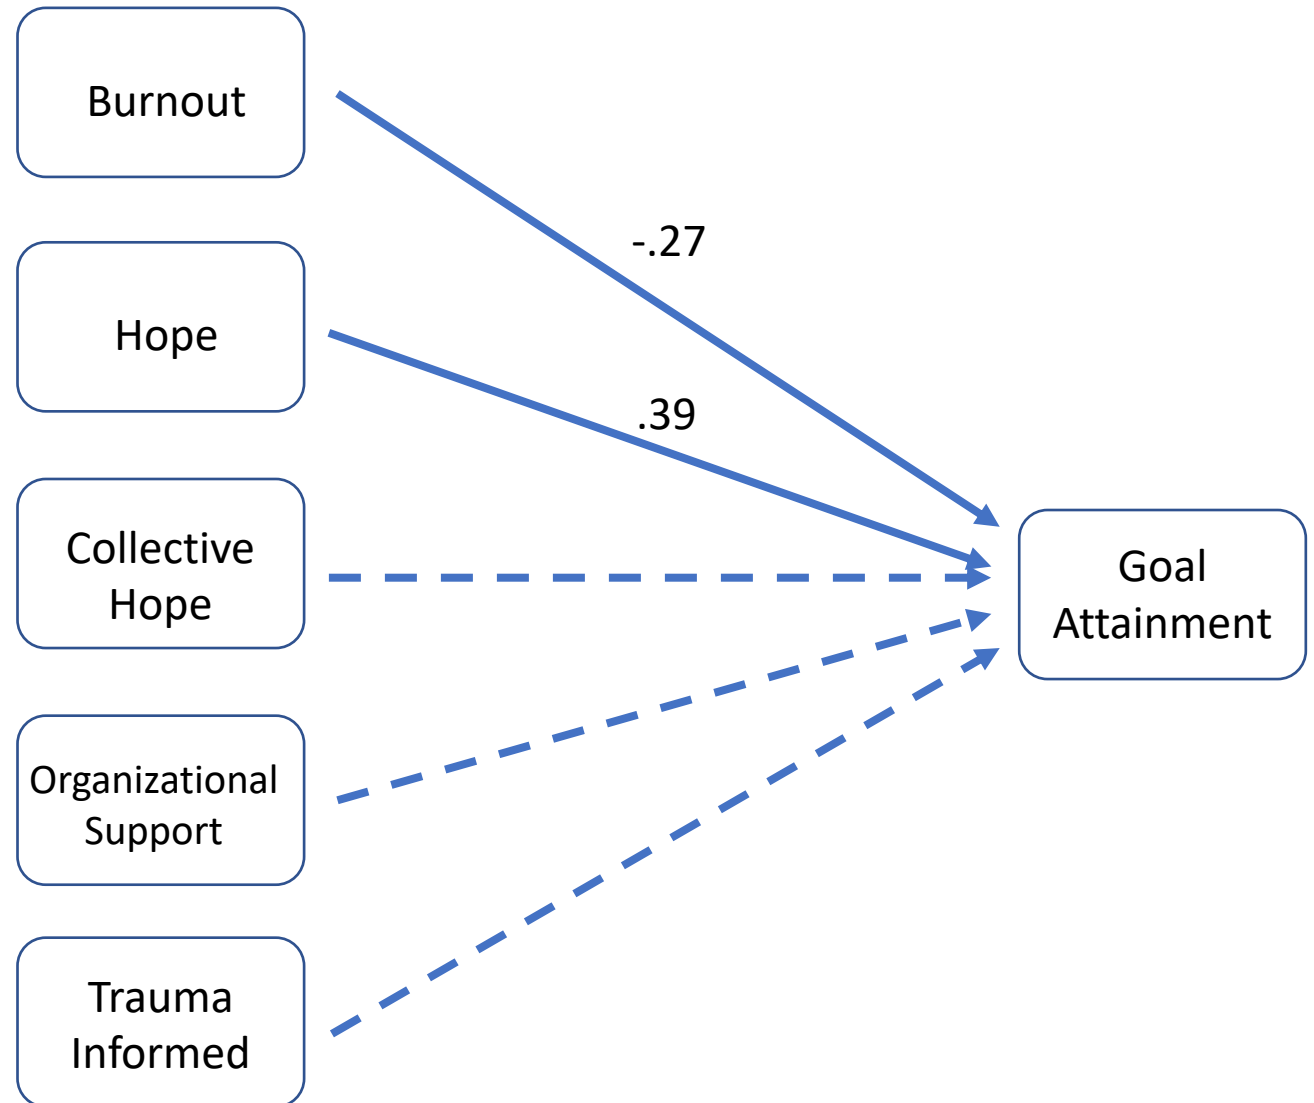 Burnout
-.27
Hope
.39
Collective
Hope
Goal
Attainment
Organizational
Support
Trauma
Informed